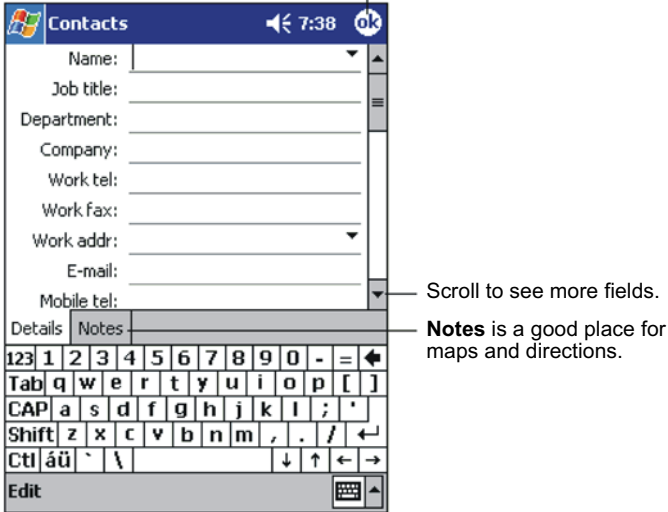 Contacts 7:38 ok
Name:
Job title:
Department:
Company:
Work tel:
Work fax:
Work addr:
E-mail:
Mobile tel:
Scroll to see more fields.
Details Notes
Notes is a good place for
maps and directions.
123 1 2 3 4 5 6 7 8 9 0 - =
Tab q w e r t y u i o p [ ]
CAP a s d f g h j k l ; '
Shift z x c v b n m , . /
Ctl áü ` \
Edit